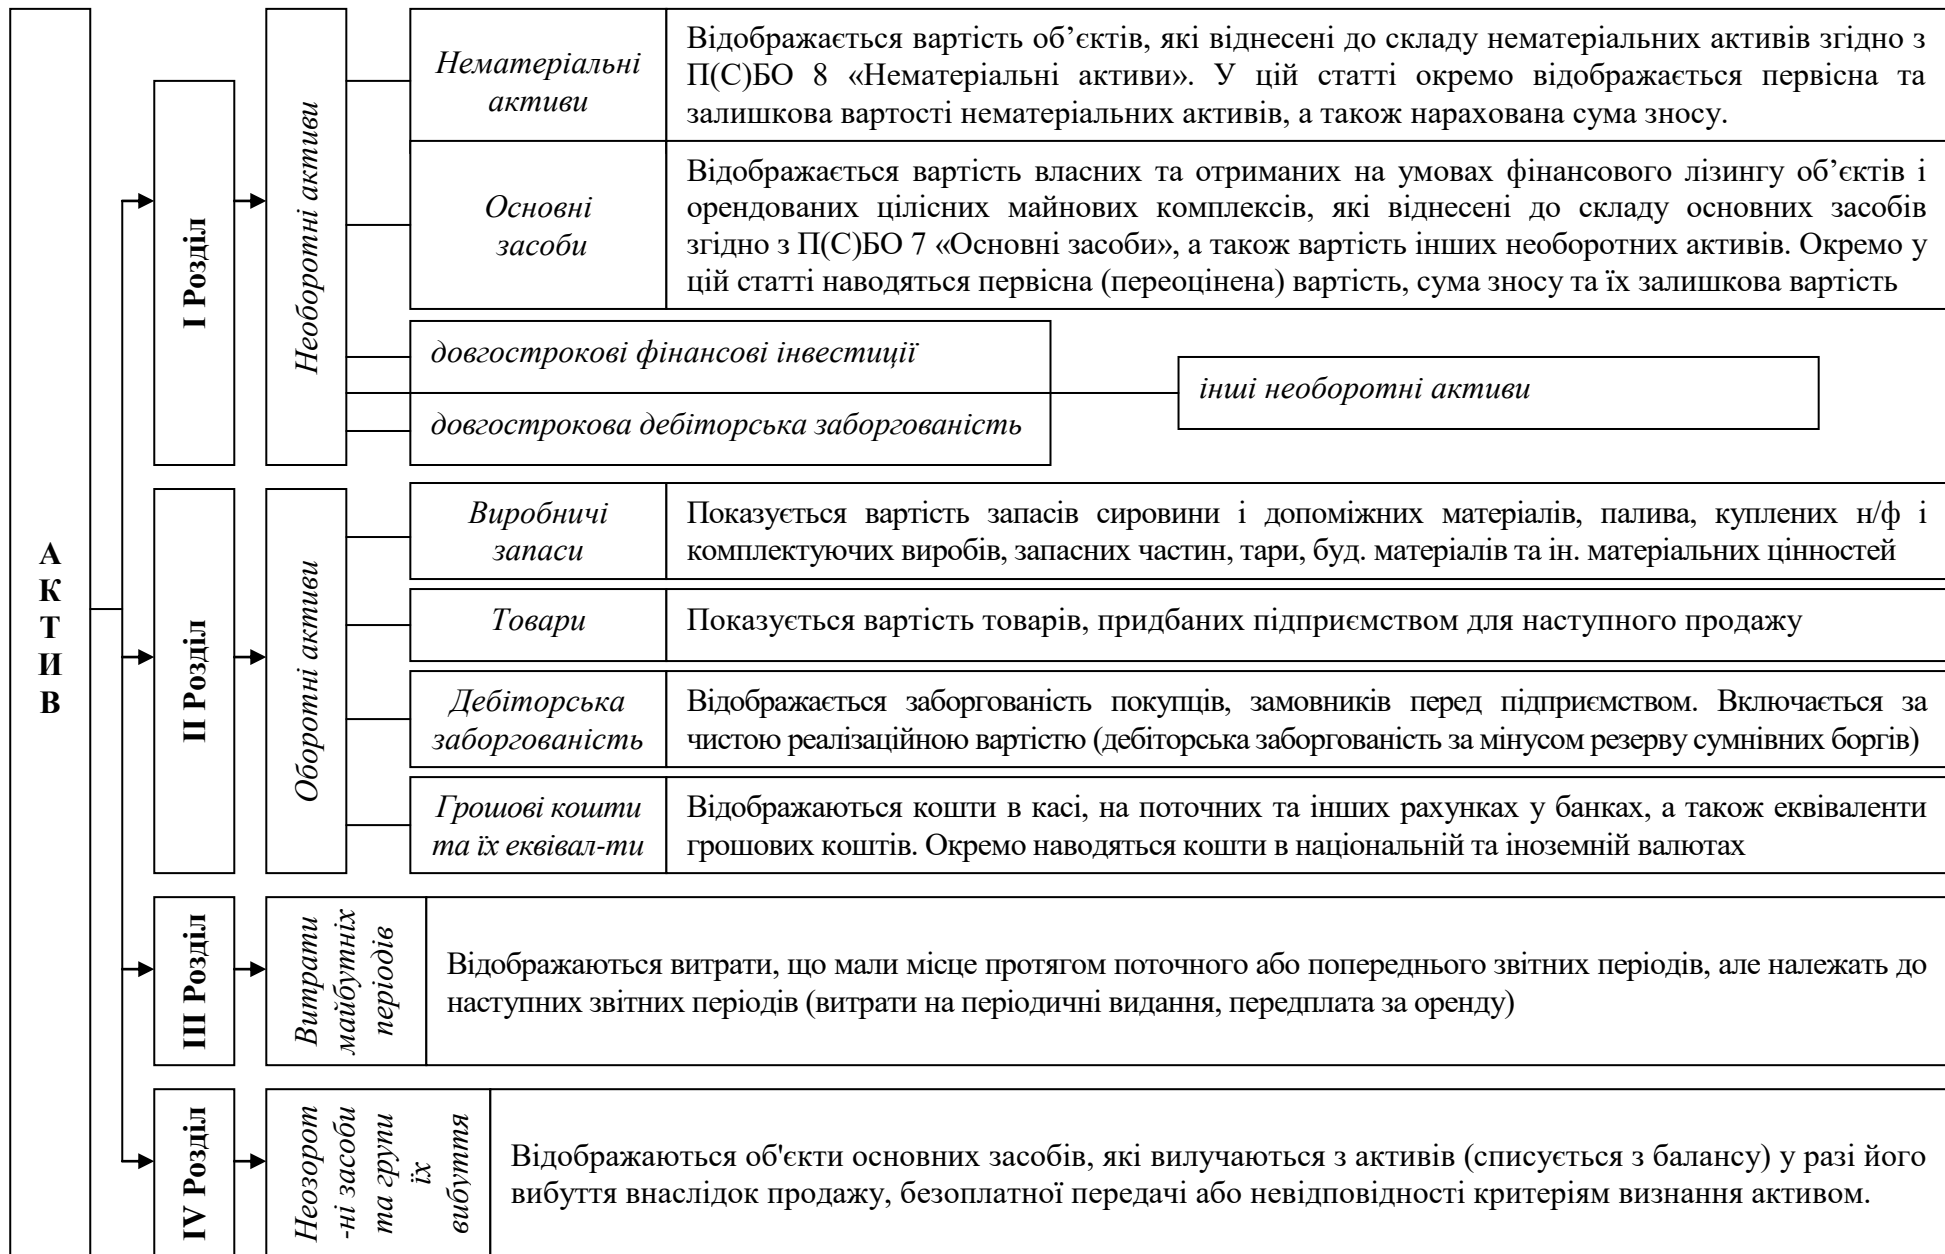 А
К
Т
И
В
I Розділ
Необоротні активи
Нематеріальні
активи
Відображається вартість об’єктів, які віднесені до складу нематеріальних активів згідно з
П(С)БО 8 «Нематеріальні активи». У цій статті окремо відображається первісна та
залишкова вартості нематеріальних активів, а також нарахована сума зносу.
Основні
засоби
Відображається вартість власних та отриманих на умовах фінансового лізингу об’єктів і
орендованих цілісних майнових комплексів, які віднесені до складу основних засобів
згідно з П(С)БО 7 «Основні засоби», а також вартість інших необоротних активів. Окремо у
цій статті наводяться первісна (переоцінена) вартість, сума зносу та їх залишкова вартість
довгострокові фінансові інвестиції
довгострокова дебіторська заборгованість
інші необоротні активи
II Розділ
Оборотні активи
Виробничі
запаси
Показується вартість запасів сировини і допоміжних матеріалів, палива, куплених н/ф і
комплектуючих виробів, запасних частин, тари, буд. матеріалів та ін. матеріальних цінностей
Товари
Показується вартість товарів, придбаних підприємством для наступного продажу
Дебіторська
заборгованість
Відображається заборгованість покупців, замовників перед підприємством. Включається за
чистою реалізаційною вартістю (дебіторська заборгованість за мінусом резерву сумнівних боргів)
Грошові кошти
та їх еквівал-ти
Відображаються кошти в касі, на поточних та інших рахунках у банках, а також еквіваленти
грошових коштів. Окремо наводяться кошти в національній та іноземній валютах
III Розділ
Витрати
майбутніх
періодів
Відображаються витрати, що мали місце протягом поточного або попереднього звітних періодів, але належать до
наступних звітних періодів (витрати на періодичні видання, передплата за оренду)
IV Розділ
Неозорот
-ні засоби
та групи
їх
вибуття
Відображаються об'єкти основних засобів, які вилучаються з активів (списується з балансу) у разі його
вибуття внаслідок продажу, безоплатної передачі або невідповідності критеріям визнання активом.